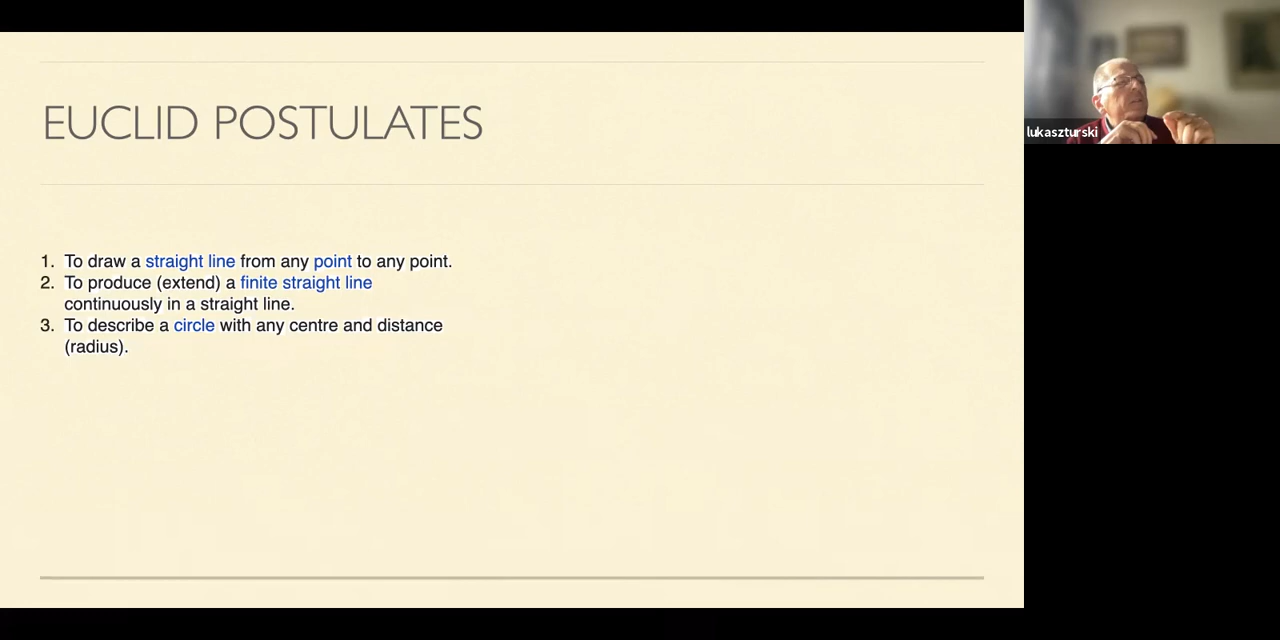 EUCLID POSTULATES
1. To draw a straight line from any point to any point.
2. To produce (extend) a finite straight line
continuously in a straight line.
3. To describe a circle with any centre and distance
(radius).
lukaszturski